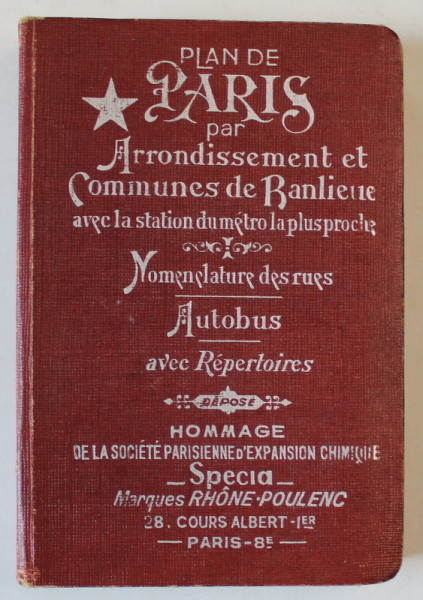 PLAN DE
PARIS
par
Arrondissement et
Communes de Banlieue
avec la station du métro la plus proche
Nomenclature des rues
Autobus
avec Répertoires
DÉPOSÉ
HOMMAGE
DE LA SOCIÉTÉ PARISIENNE D'EXPANSION CHIMIQUE
_Specia_
Marques RHÔNE-POULENC
28, COURS ALBERT-IER
— PARIS-8E —